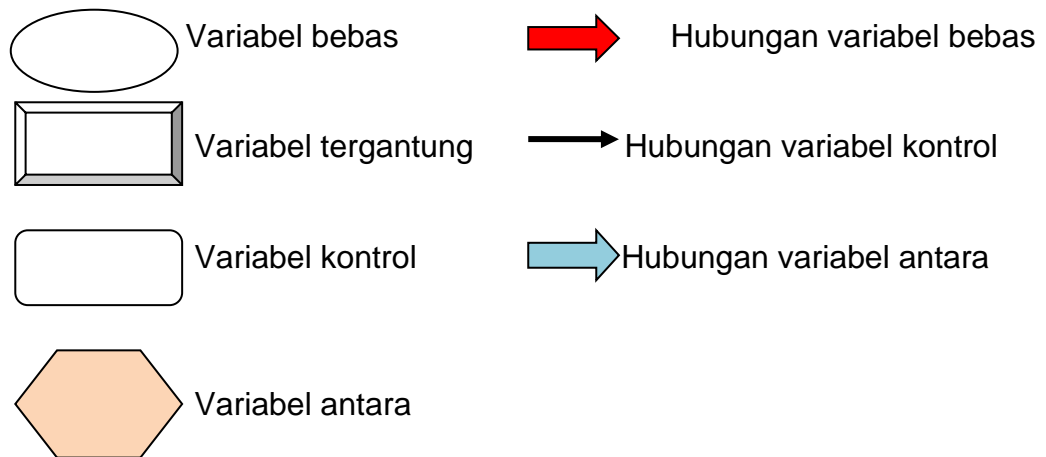 Variabel bebas
Hubungan variabel bebas
Variabel tergantung
Hubungan variabel kontrol
Variabel kontrol
Hubungan variabel antara
Variabel antara